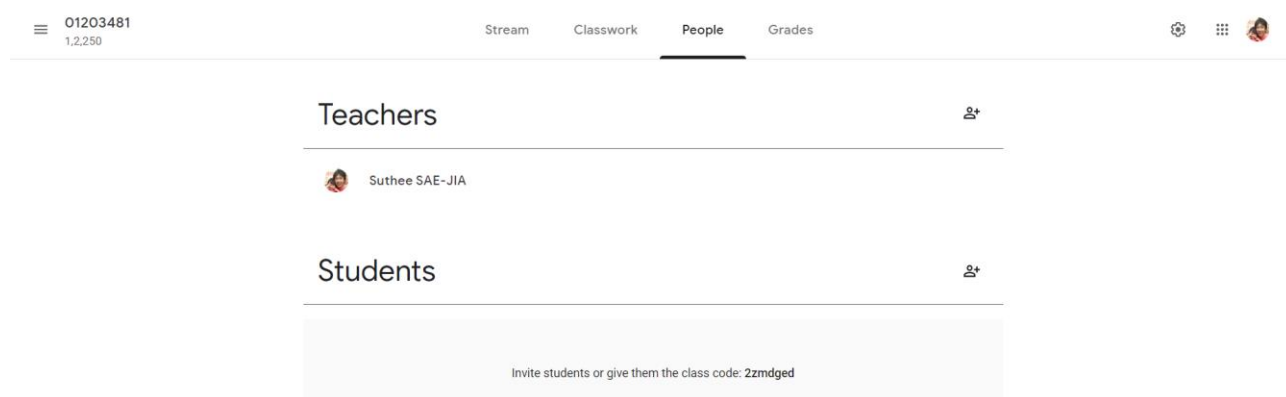 01203481
1,2,250
Stream
Classwork
People
Grades
Teachers
Suthee SAE-JIA
Students
Invite students or give them the class code: 2zmdged